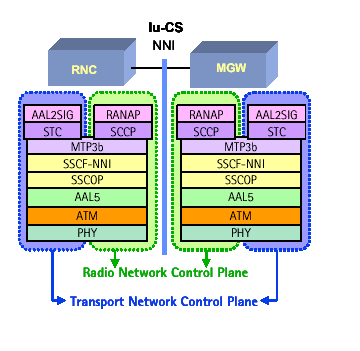 Iu-CS
NNI
RNC
MGW
AAL2SIG RANAP RANAP AAL2SIG
STC SCCP SCCP STC
MTP3b MTP3b
SSCF-NNI SSCF-NNI
SSCOP SSCOP
AAL5 AAL5
ATM ATM
PHY PHY
Radio Network Control Plane
Transport Network Control Plane